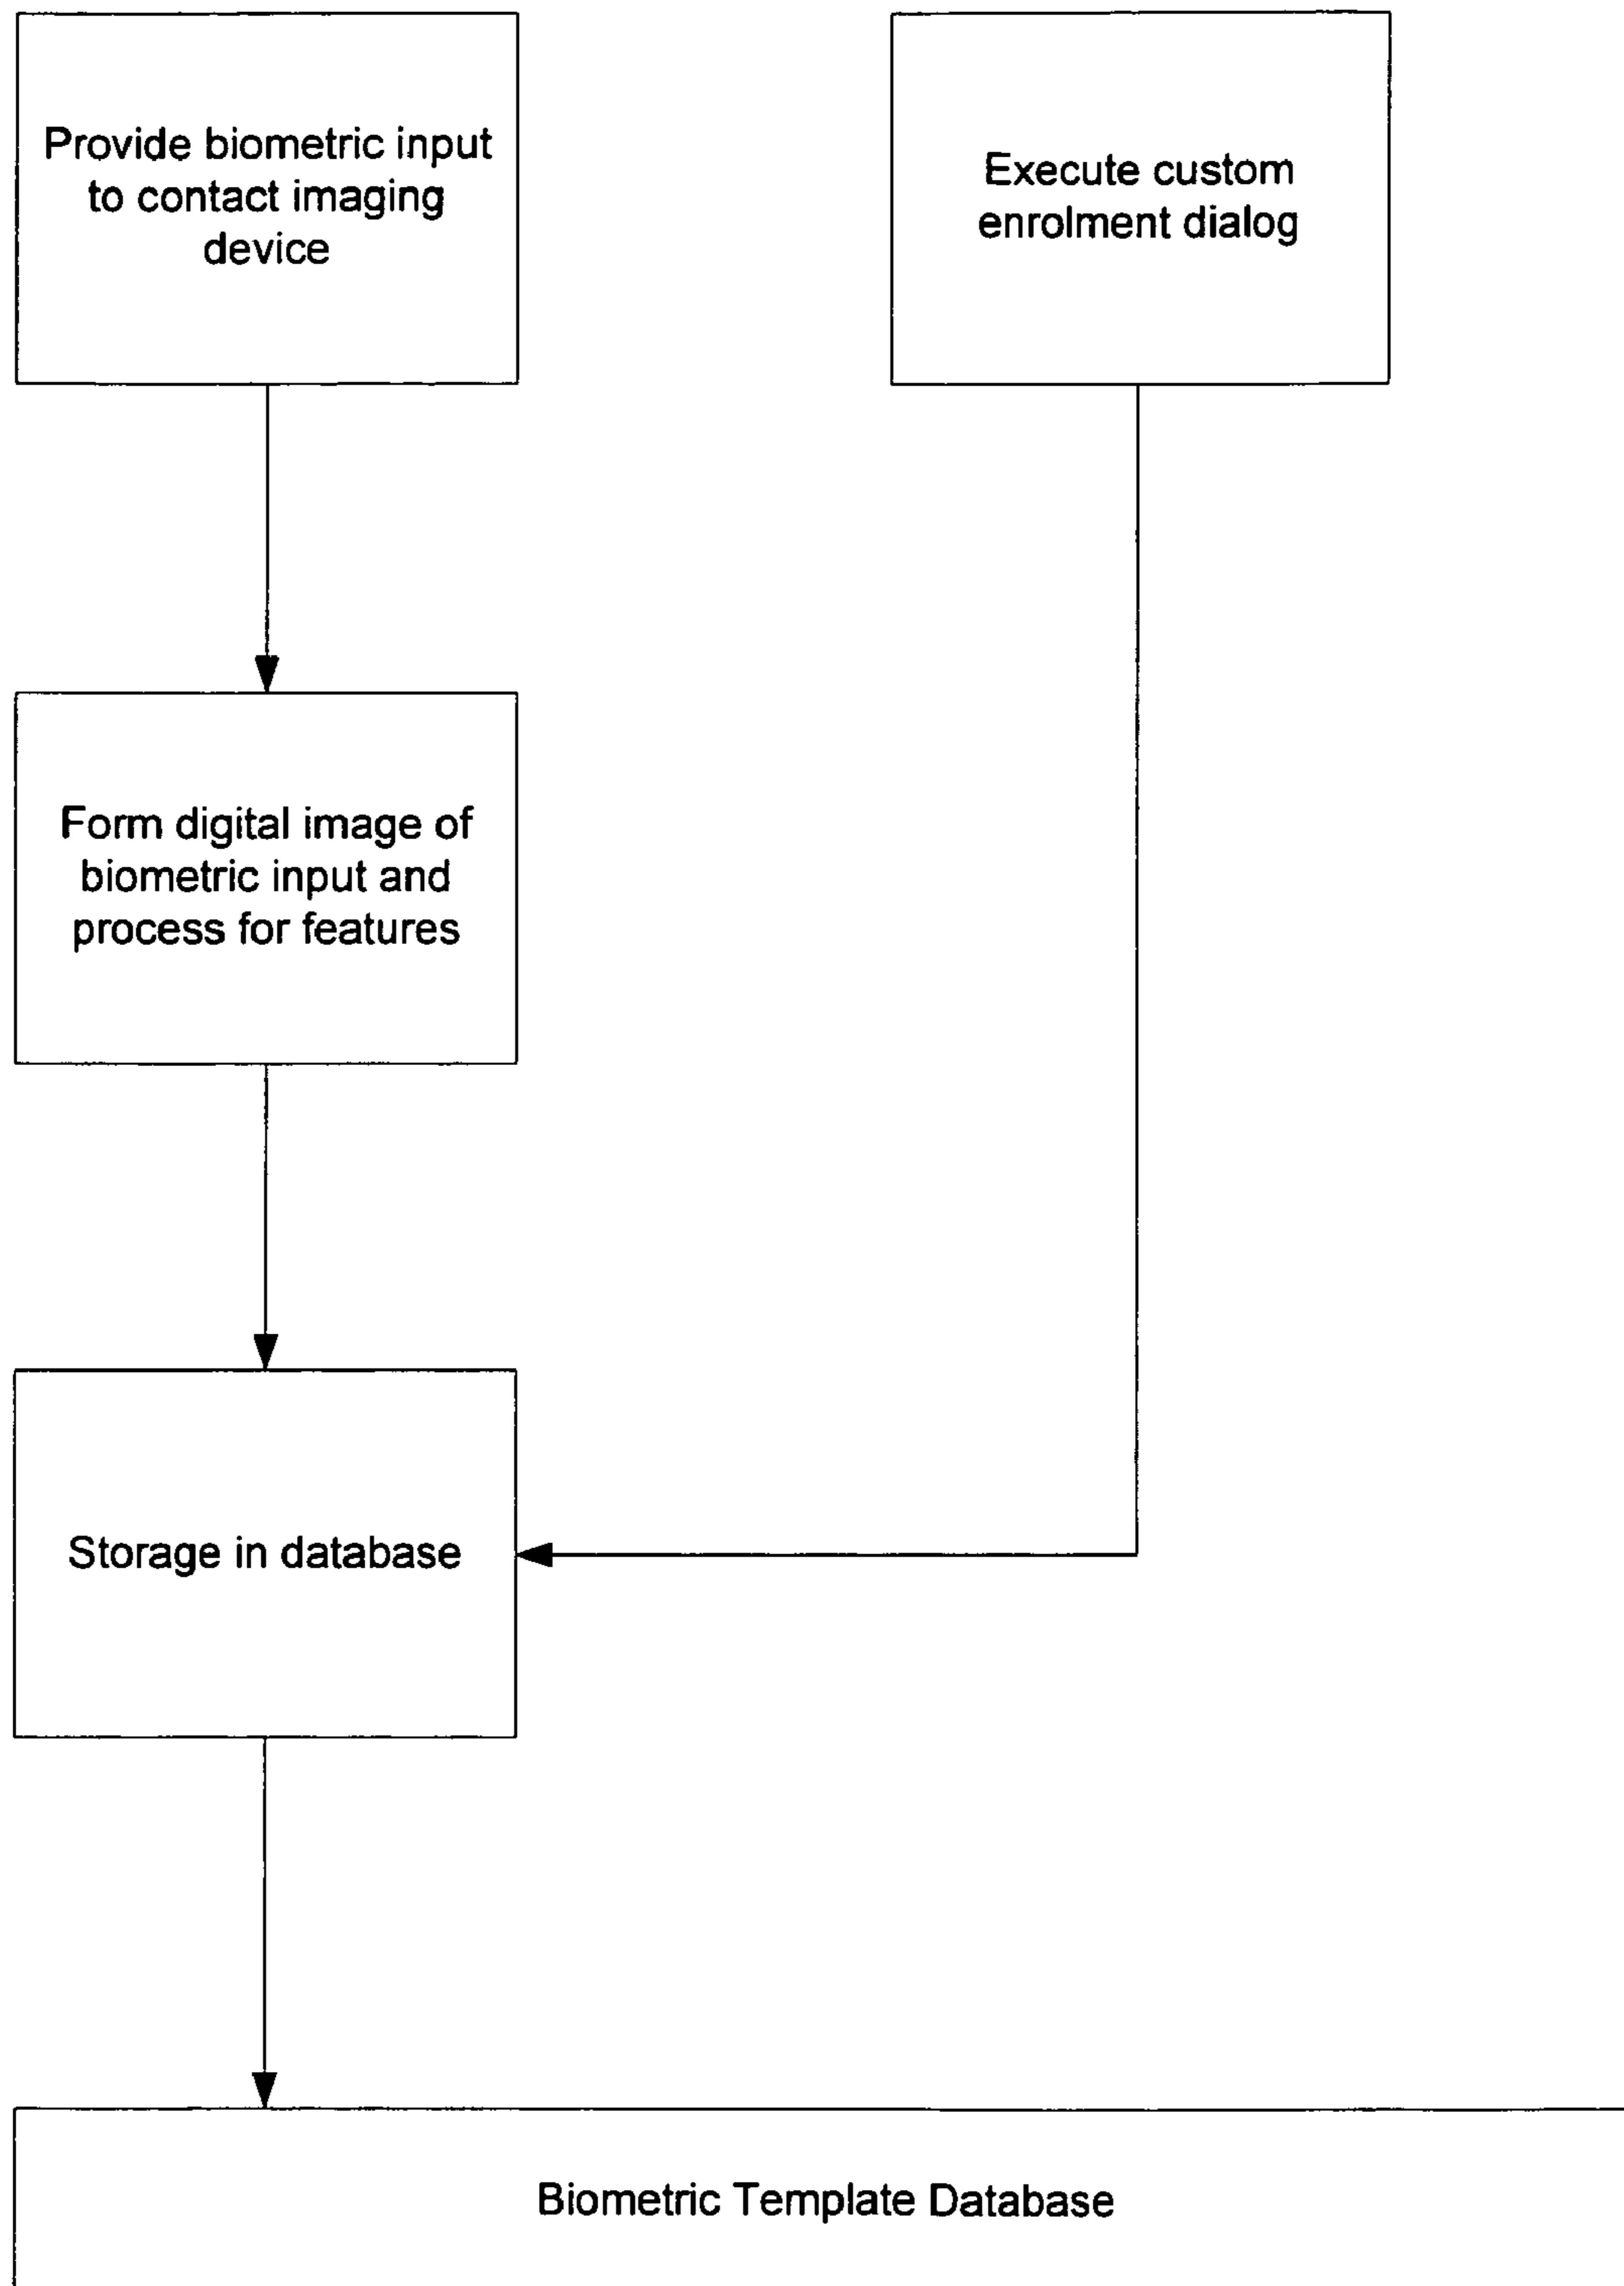 Provide biometric input
to contact imaging
device
Execute custom
enrolment dialog
Form digital image of
biometric input and
process for features
Storage in database
Biometric Template Database